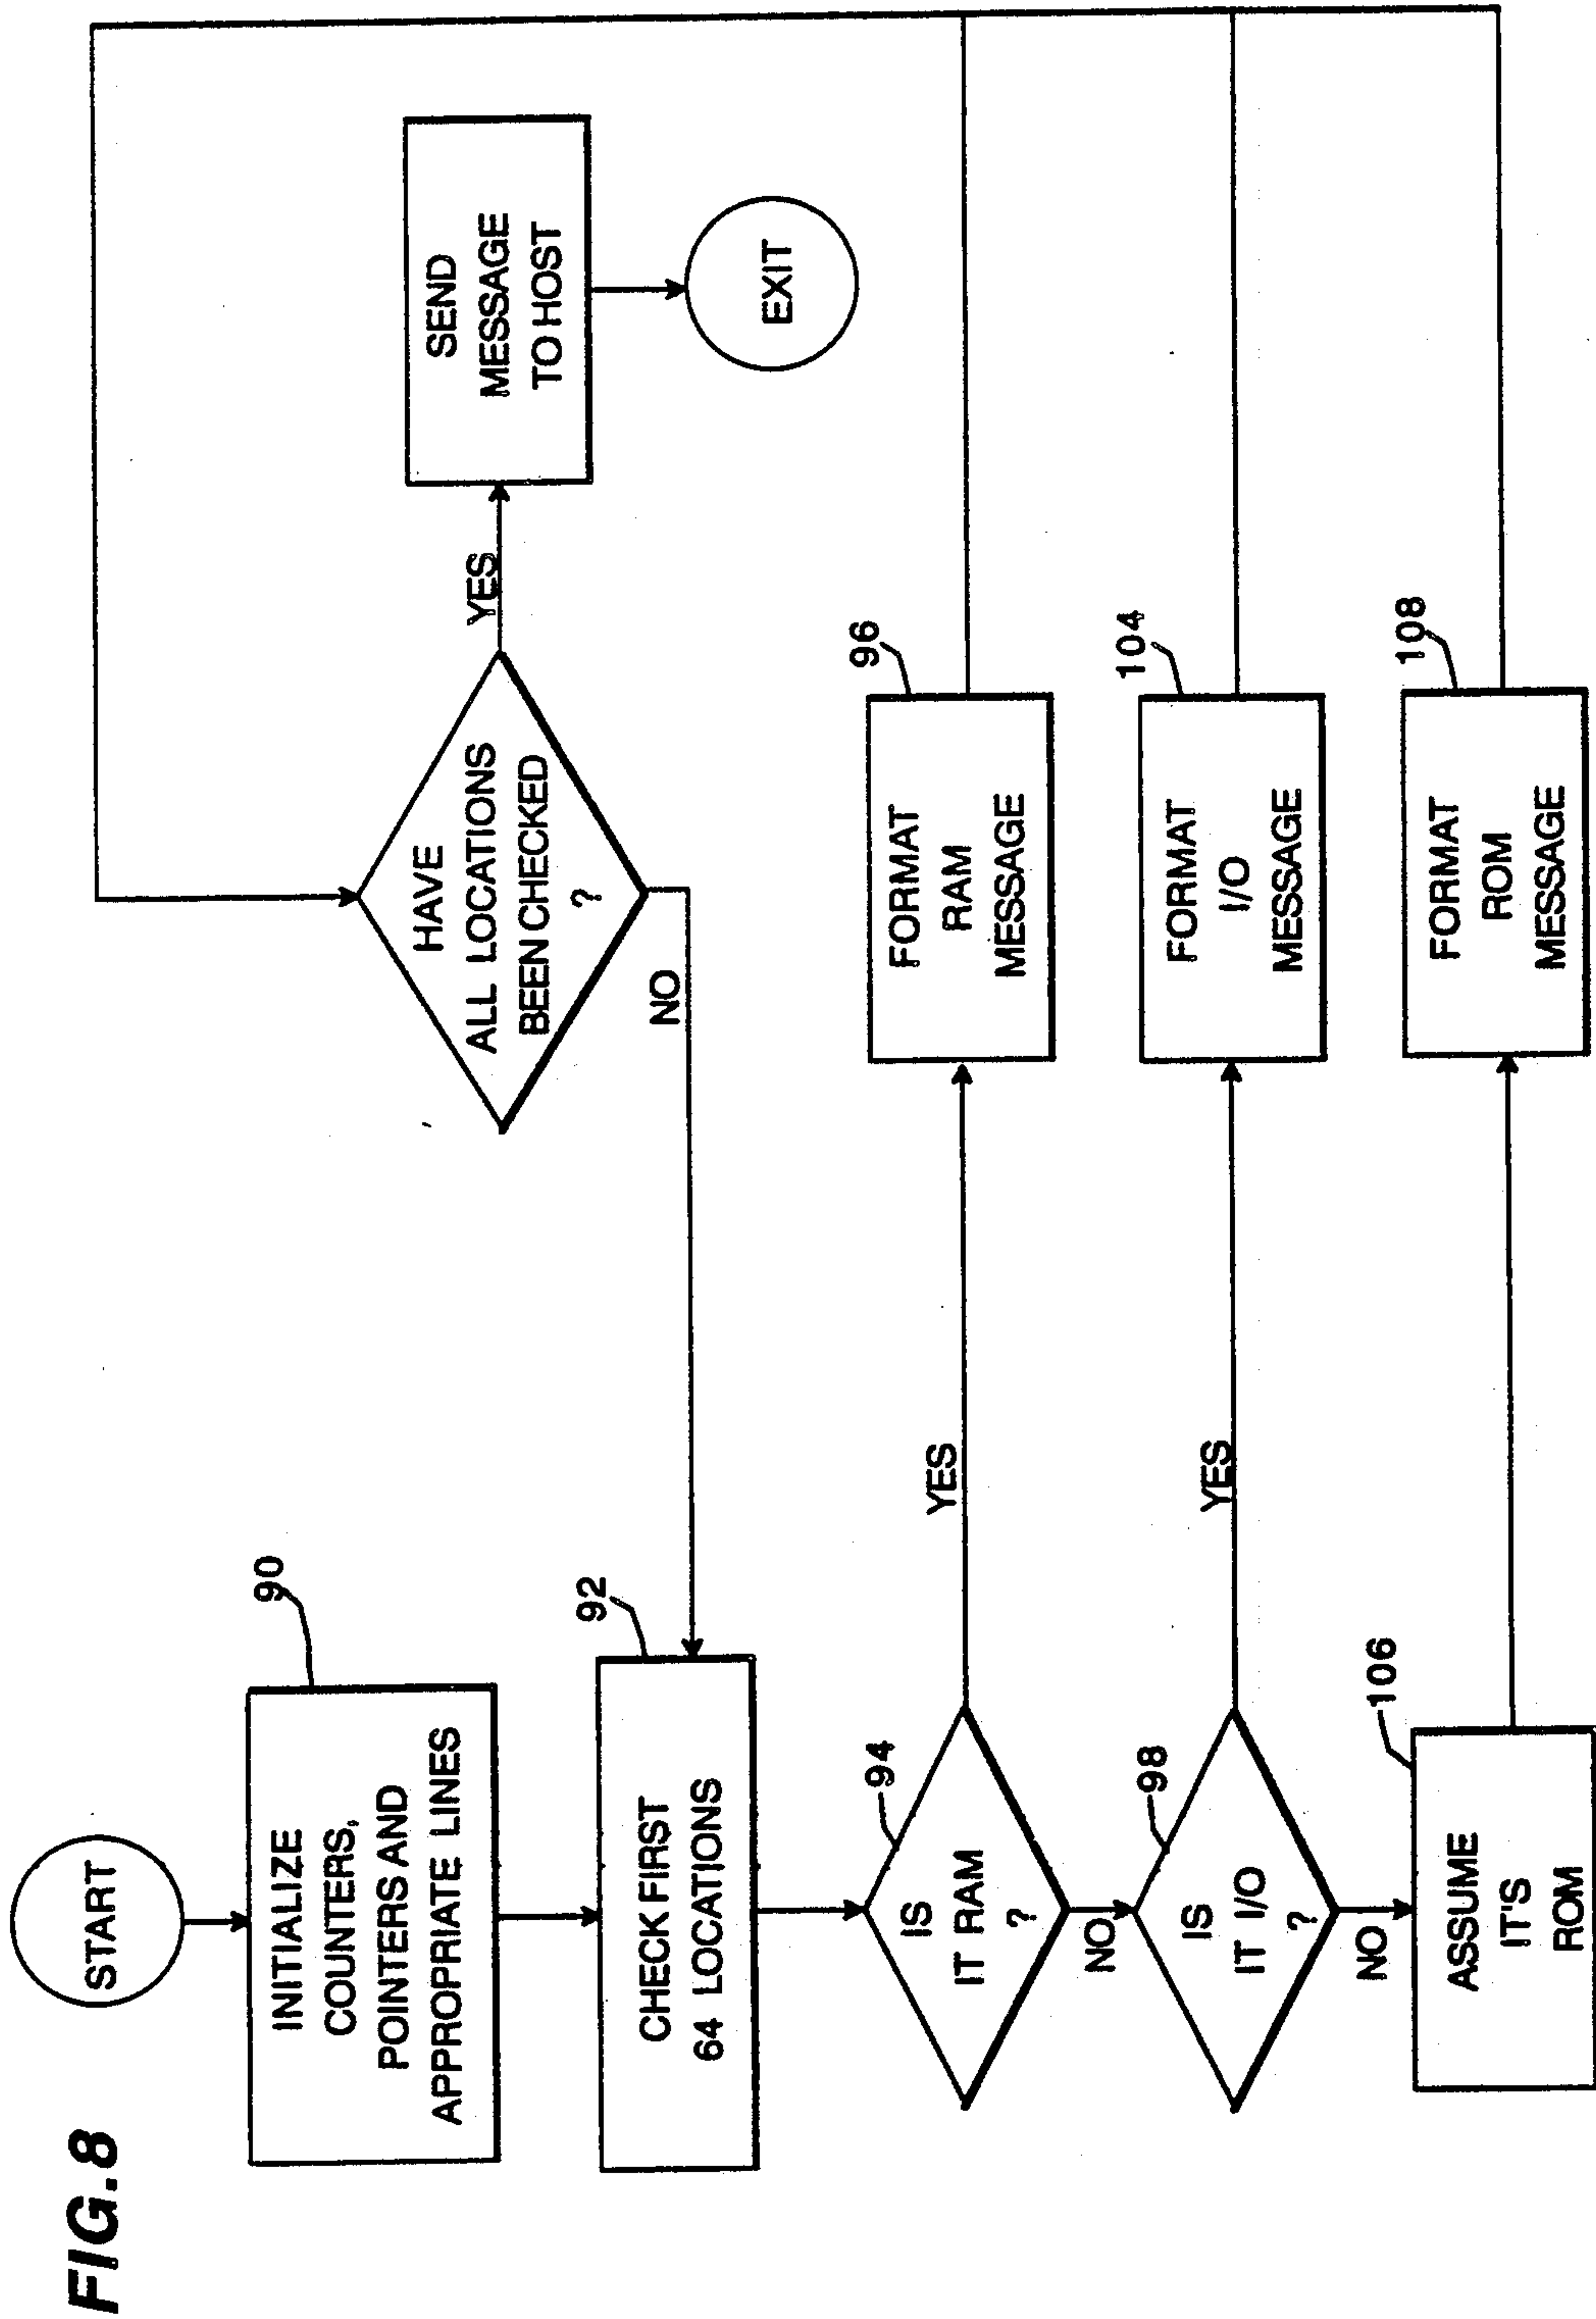 FIG.8
START
90
INITIALIZE
COUNTERS,
POINTERS AND
APPROPRIATE LINES
92
CHECK FIRST
64 LOCATIONS
HAVE
ALL LOCATIONS
BEEN CHECKED
?
YES
NO
SEND
MESSAGE
TO HOST
EXIT
94
IS
IT RAM
?
YES
NO
96
FORMAT
RAM
MESSAGE
98
IS
IT I/O
?
YES
NO
104
FORMAT
I/O
MESSAGE
106
ASSUME
IT'S
ROM
108
FORMAT
ROM
MESSAGE